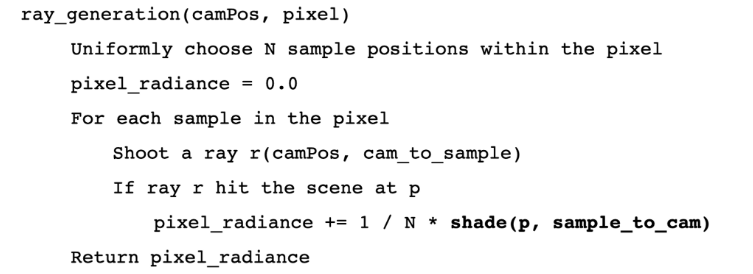 ray_generation(camPos, pixel)
Uniformly choose N sample positions within the pixel
pixel_radiance = 0.0
For each sample in the pixel
Shoot a ray r(camPos, cam_to_sample)
If ray r hit the scene at p
pixel_radiance += 1 / N * shade(p, sample_to_cam)
Return pixel_radiance